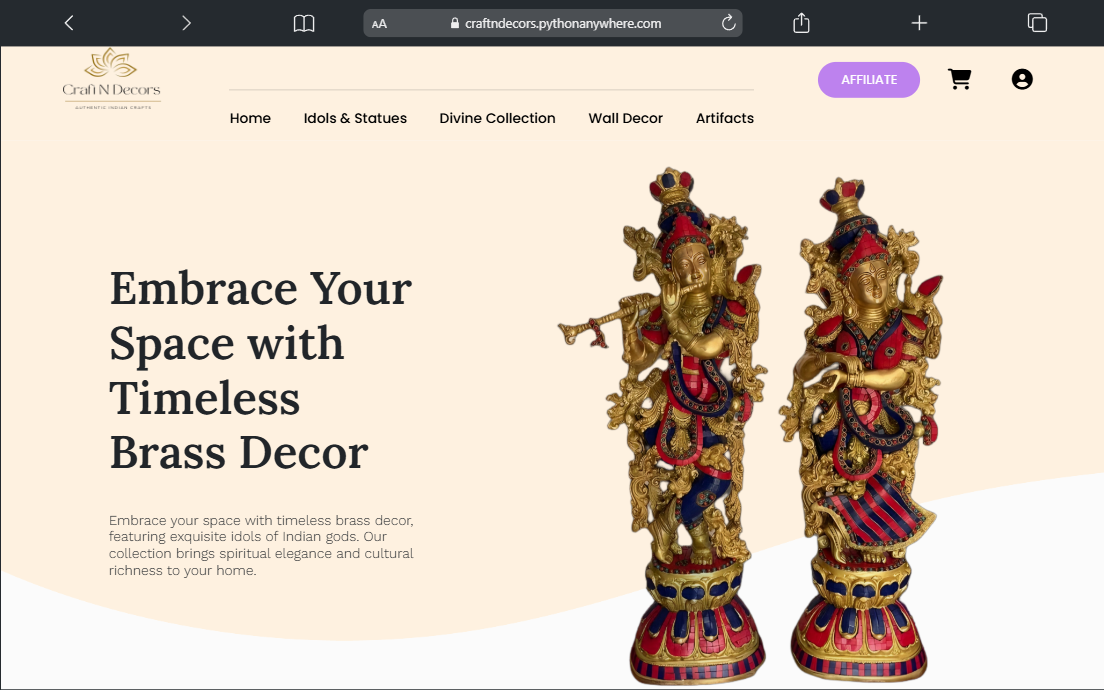 AA
craftndecors.pythonanywhere.com
Craft N Decors
AUTHENTIC INDIAN CRAFTS
AFFILIATE
Home Idols & Statues Divine Collection Wall Decor Artifacts
Embrace Your
Space with
Timeless
Brass Decor
Embrace your space with timeless brass decor,
featuring exquisite idols of Indian gods. Our
collection brings spiritual elegance and cultural
richness to your home.